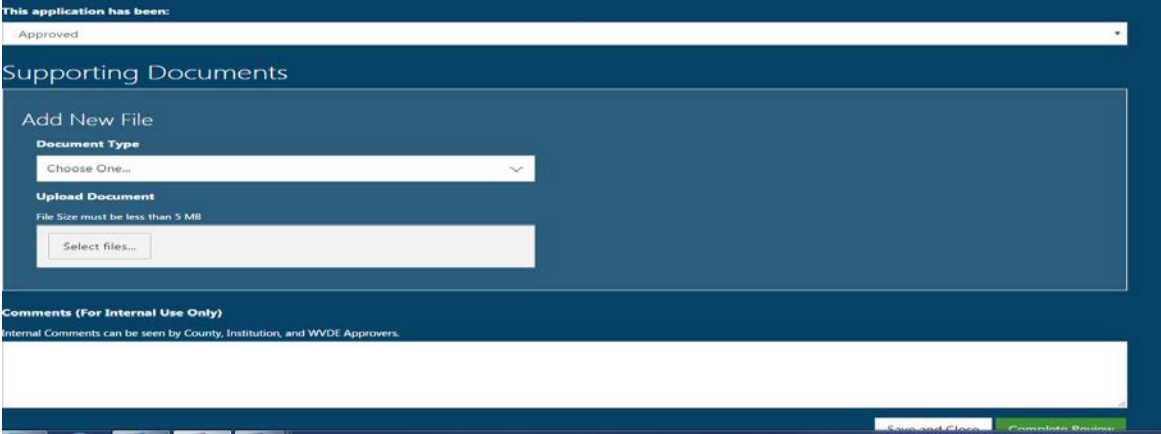 This application has been:
Approved
Supporting Documents
Add New File
Document Type
Choose One...
Upload Document
File Size must be less than 5 MB
Select files...
Comments (For Internal Use Only)
Internal Comments can be seen by County, Institution, and WVDE Approvers.
Save and Close Complete Review